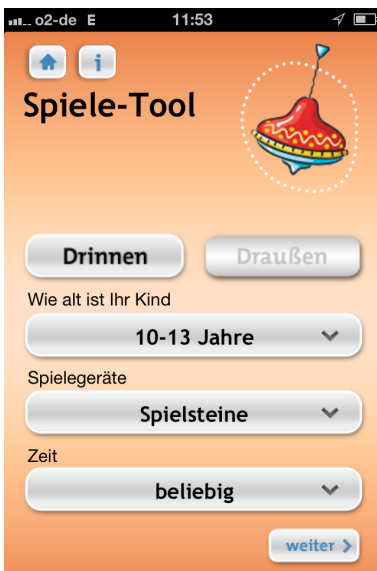 o2-de E 11:53
i
Spiele-Tool
Drinnen Draußen
Wie alt ist Ihr Kind
10-13 Jahre
Spielegeräte
Spielsteine
Zeit
beliebig
weiter